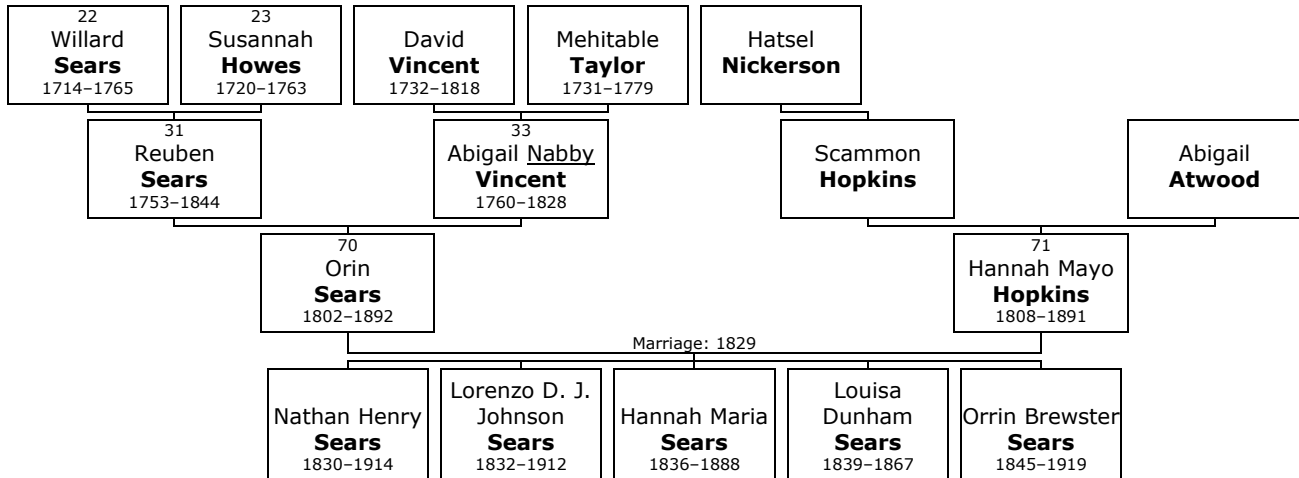 22
Willard
Sears
1714–1765
23
Susannah
Howes
1720–1763
David
Vincent
1732–1818
Mehitable
Taylor
1731–1779
Hatsel
Nickerson
31
Reuben
Sears
1753–1844
33
Abigail Nabby
Vincent
1760–1828
Scammon
Hopkins
Abigail
Atwood
70
Orin
Sears
1802–1892
71
Hannah Mayo
Hopkins
1808–1891
Marriage: 1829
Nathan Henry
Sears
1830–1914
Lorenzo D. J.
Johnson
Sears
1832–1912
Hannah Maria
Sears
1836–1888
Louisa
Dunham
Sears
1839–1867
Orrin Brewster
Sears
1845–1919